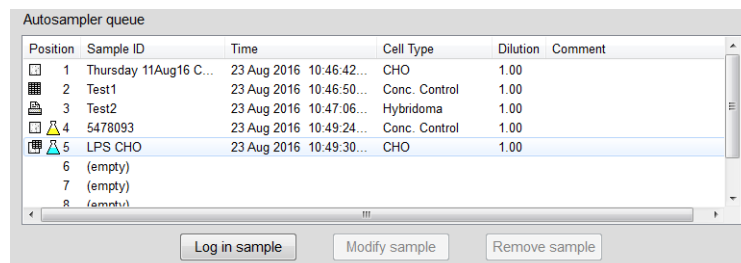 Autosampler queue
Position Sample ID Time Cell Type Dilution Comment
1 Thursday 11Aug16 C... 23 Aug 2016 10:46:42... CHO 1.00
2 Test1 23 Aug 2016 10:46:50... Conc. Control 1.00
3 Test2 23 Aug 2016 10:47:06... Hybridoma 1.00
4 5478093 23 Aug 2016 10:49:24... Conc. Control 1.00
5 LPS CHO 23 Aug 2016 10:49:30... CHO 1.00
6 (empty)
7 (empty)
8 (empty)
Log in sample Modify sample Remove sample